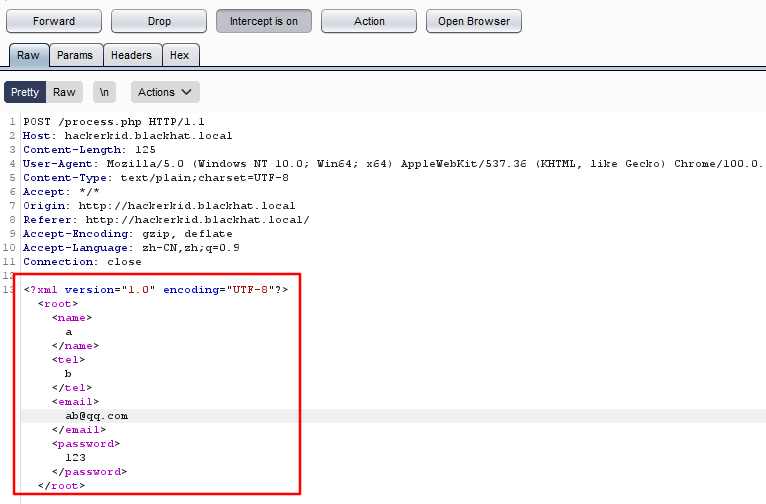 Forward Drop Intercept is on Action Open Browser
Raw Params Headers Hex
Pretty Raw \n Actions
1 POST /process.php HTTP/1.1
2 Host: hackerkid.blackhat.local
3 Content-Length: 125
4 User-Agent: Mozilla/5.0 (Windows NT 10.0; Win64; x64) AppleWebKit/537.36 (KHTML, like Gecko) Chrome/100.0.
5 Content-Type: text/plain;charset=UTF-8
6 Accept: */*
7 Origin: http://hackerkid.blackhat.local
8 Referer: http://hackerkid.blackhat.local/
9 Accept-Encoding: gzip, deflate
10 Accept-Language: zh-CN,zh;q=0.9
11 Connection: close
12
13 <?xml version="1.0" encoding="UTF-8"?>
<root>
<name>
a
</name>
<tel>
b
</tel>
<email>
ab@qq.com
</email>
<password>
123
</password>
</root>